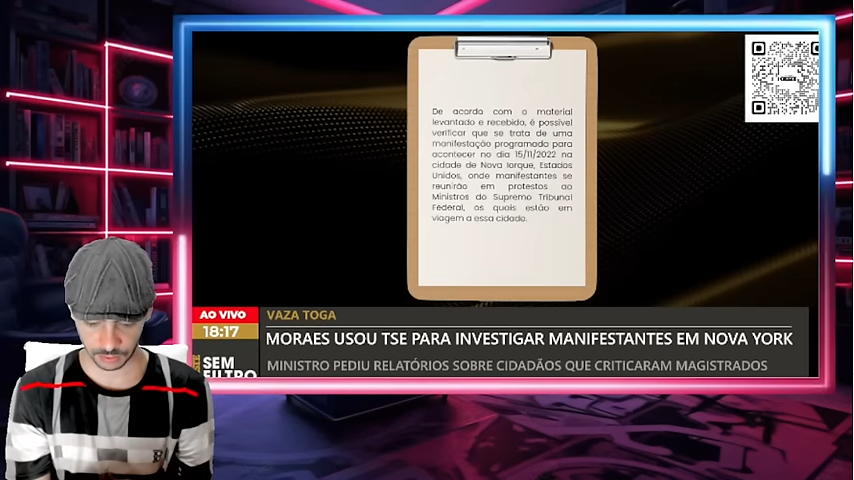 De acordo com o material
levantado e recebido, é possível
verificar que se trata de uma
manifestação programada para
acontecer no dia 15/11/2022 na
cidade de Nova Iorque, Estados
Unidos, onde manifestantes se
reunirão em protestos ao
Ministros do Supremo Tribunal
Federal, os quais estão em
viagem a essa cidade.
AO VIVO
VAZA TOGA
18:17
MORAES USOU TSE PARA INVESTIGAR MANIFESTANTES EM NOVA YORK
SEM
FILTRO
MINISTRO PEDIU RELATÓRIOS SOBRE CIDADÃOS QUE CRITICARAM MAGISTRADOS